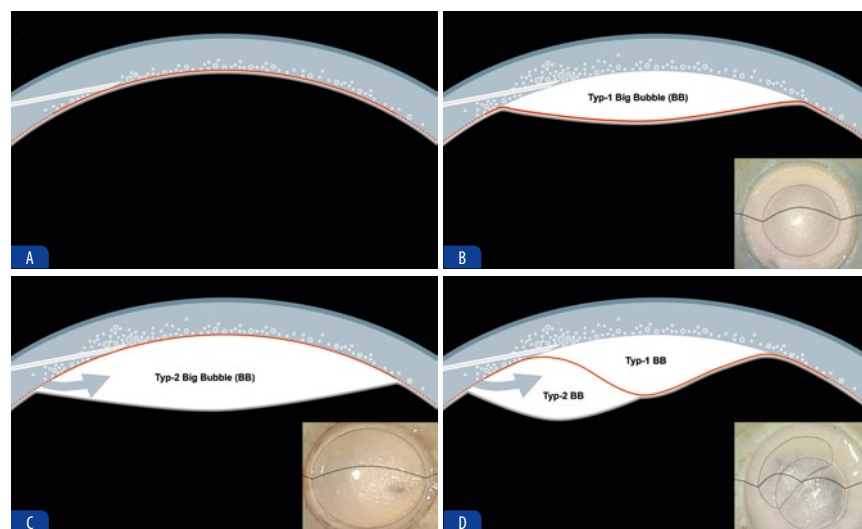 A
Typ-1 Big Bubble (BB)
B
Typ-2 Big Bubble (BB)
C
Typ-1 BB
Typ-2 BB
D